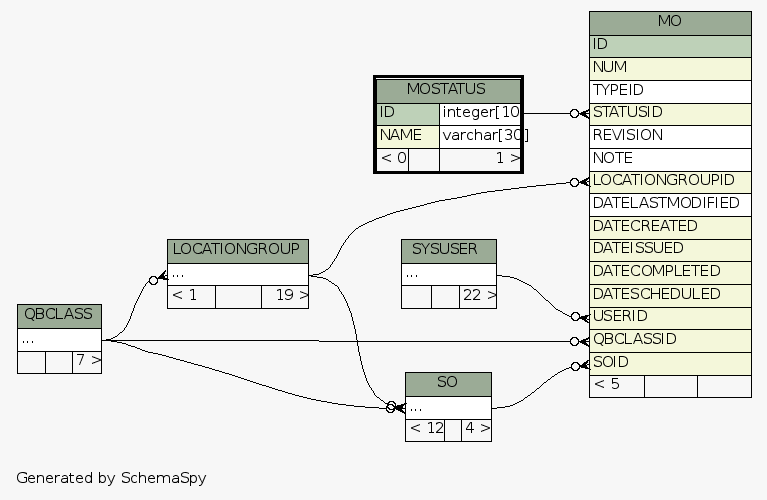 MO
ID
NUM
TYPEID
STATUSID
REVISION
NOTE
LOCATIONGROUPID
DATELASTMODIFIED
DATECREATED
DATEISSUED
DATECOMPLETED
DATESCHEDULED
USERID
QBCLASSID
SOID
< 5
MOSTATUS
ID integer[10
NAME varchar[30]
< 0 1 >
LOCATIONGROUP
...
< 1 19 >
SYSUSER
...
22 >
QBCLASS
...
7 >
SO
...
< 12 4 >
Generated by SchemaSpy